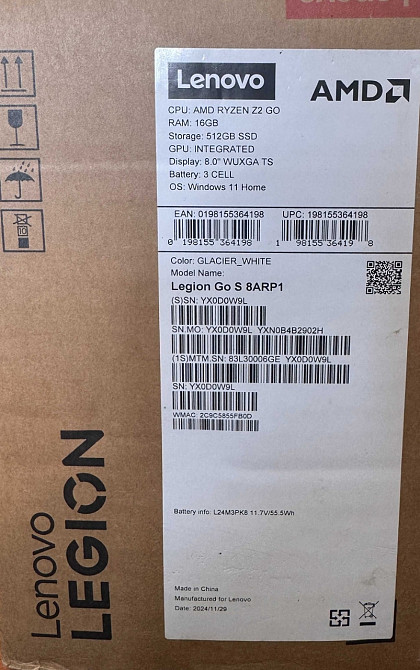 Lenovo
AMD
CPU: AMD RYZEN Z2 GO
RAM: 16GB
Storage: 512GB SSD
GPU: INTEGRATED
Display: 8.0" WUXGA TS
Battery: 3 CELL
OS: Windows 11 Home
EAN: 0198155364198 UPC: 198155364198
0 198155 364198 1 98155 36419 8
Color: GLACIER_WHITE
Model Name:
Legion Go S 8ARP1
(S)SN: YX0D0W9L
SN.MO: YX0D0W9L YXN0B4B2902H
(1S)MTM.SN: 83L30006GE YX0D0W9L
SN: YX0D0W9L
WMAC: 2C9C5855FB0D
Battery info: L24M3PK8 11.7V/55.5Wh
Made in China
Manufactured for Lenovo
Date: 2024/11/29
Lenovo
LEGION
10